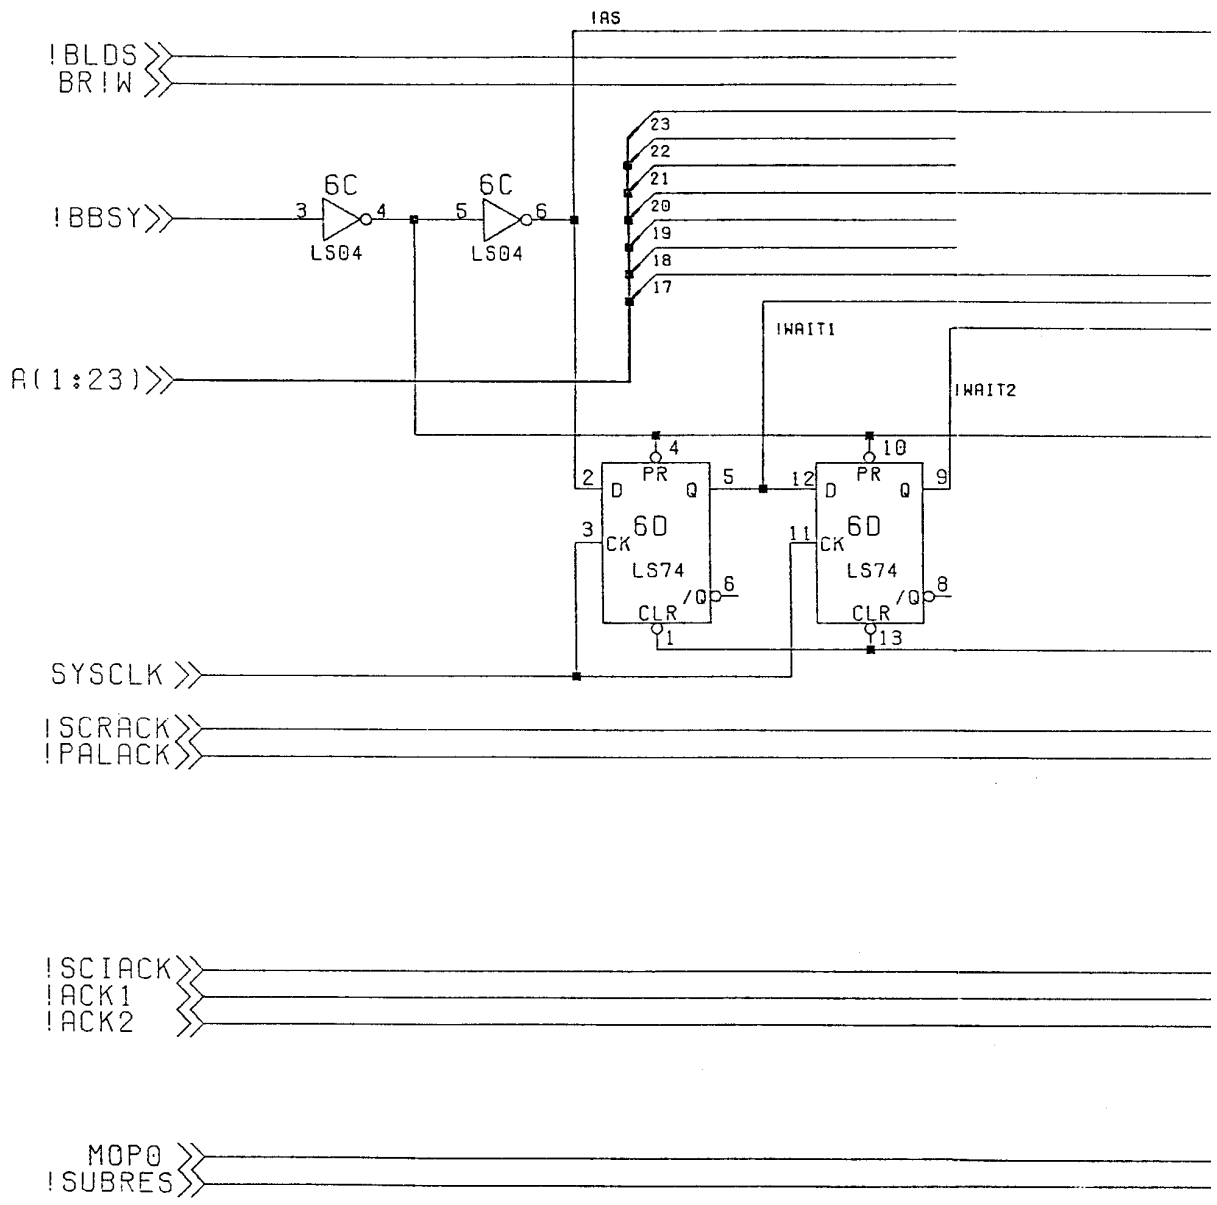 !AS
!BLDS
BR!W
23
22
21
20
19
18
17
6C
6C
!BBSY
3
4
5
6
LS04
LS04
!WAIT1
A(1:23)
!WAIT2
4
10
2
D
PR
Q
5
12
D
PR
Q
9
3
CK
6D
11
CK
6D
LS74
LS74
/Q
6
/Q
8
CLR
1
CLR
13
SYSCLK
!SCRACK
!PALACK
!SCIACK
!ACK1
!ACK2
MOP0
!SUBRES